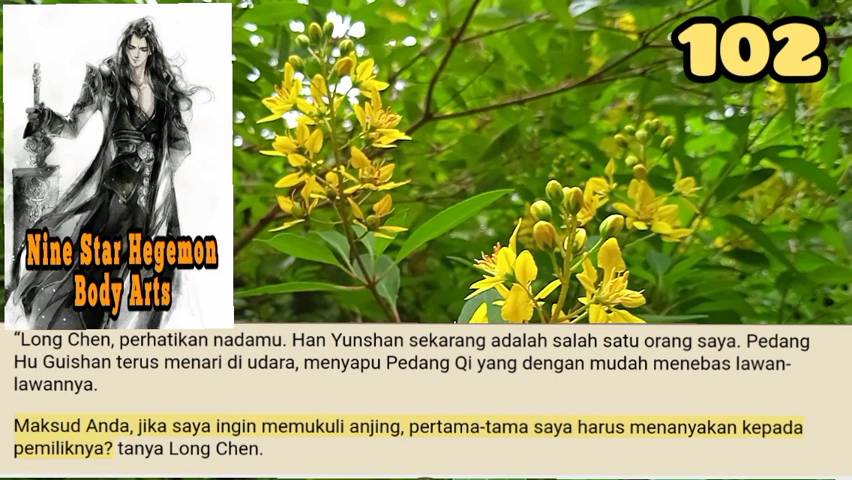 102
Nine Star Hegemon
Body Arts
“Long Chen, perhatikan nadamu. Han Yunshan sekarang adalah salah satu orang saya. Pedang
Hu Guishan terus menari di udara, menyapu Pedang Qi yang dengan mudah menebas lawan-
lawannya.
Maksud Anda, jika saya ingin memukuli anjing, pertama-tama saya harus menanyakan kepada
pemiliknya? tanya Long Chen.